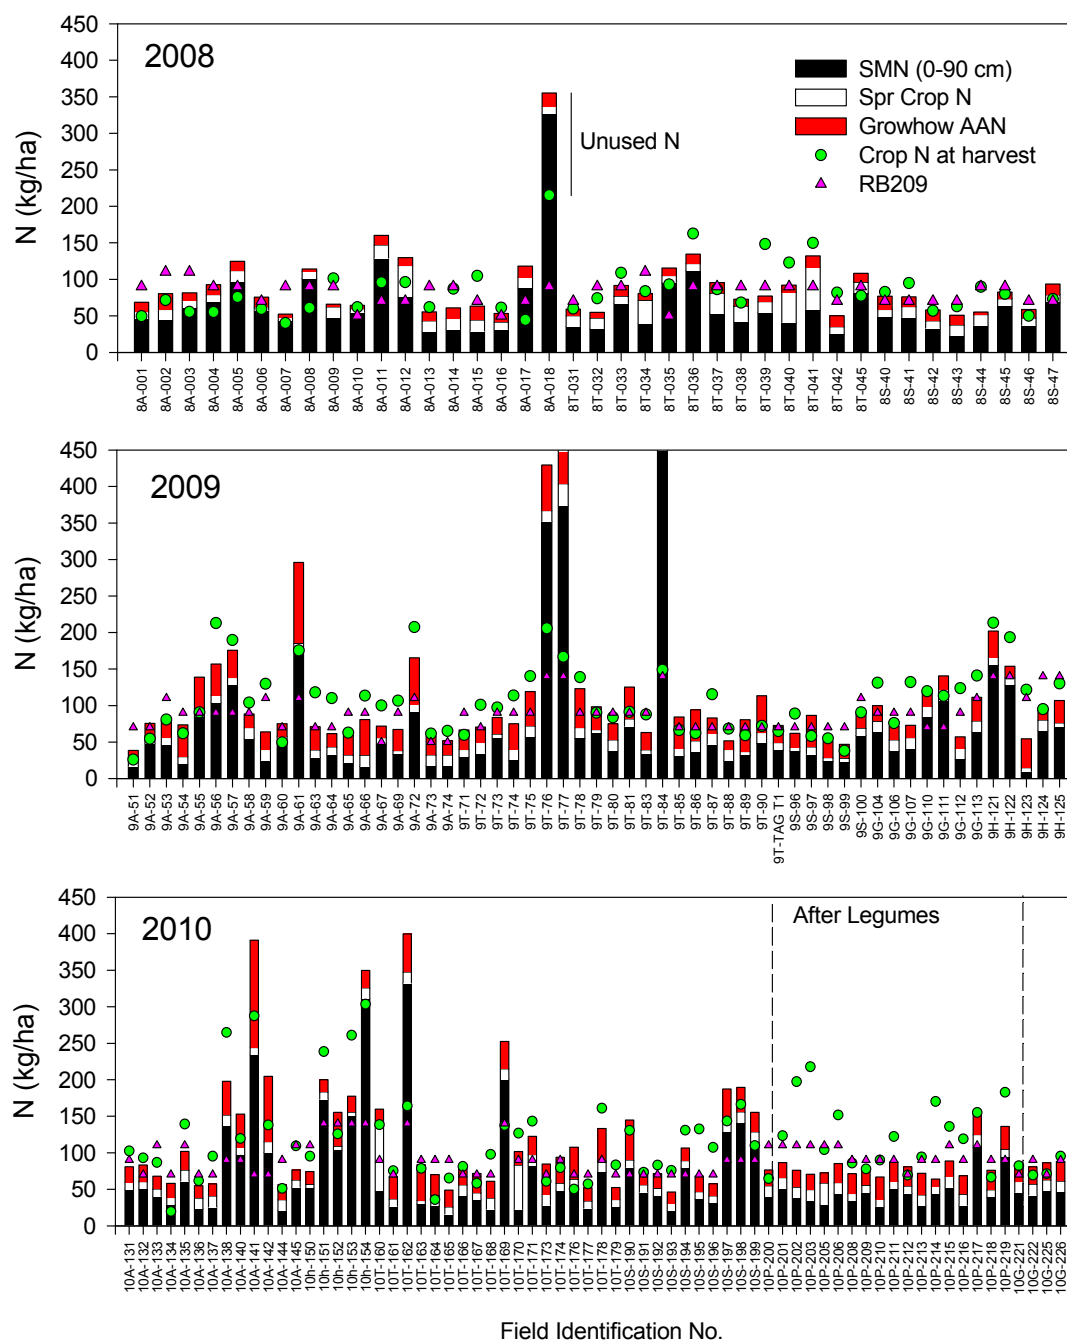 450
400
350
300
250
200
150
100
50
0
N (kg/ha)
2008
SMN (0-90 cm)
Spr Crop N
Growhow AAN
Crop N at harvest
RB209
Unused N
8A-001
8A-002
8A-003
8A-004
8A-005
8A-006
8A-007
8A-008
8A-009
8A-010
8A-011
8A-012
8A-013
8A-014
8A-015
8A-016
8A-017
8A-018
8T-031
8T-032
8T-033
8T-034
8T-035
8T-036
8T-037
8T-038
8T-039
8T-040
8T-041
8T-042
8T-045
8S-40
8S-41
8S-42
8S-43
8S-44
8S-45
8S-46
8S-47
450
400
350
300
250
200
150
100
50
0
N (kg/ha)
2009
9A-51
9A-52
9A-53
9A-54
9A-55
9A-56
9A-57
9A-58
9A-59
9A-60
9A-61
9A-63
9A-64
9A-65
9A-66
9A-67
9A-69
9A-72
9A-73
9A-74
9T-71
9T-72
9T-73
9T-74
9T-75
9T-76
9T-77
9T-78
9T-79
9T-80
9T-81
9T-83
9T-84
9T-85
9T-86
9T-87
9T-88
9T-89
9T-90
9T-TAG T1
9S-96
9S-97
9S-98
9S-99
9S-100
9G-104
9G-106
9G-107
9G-110
9G-111
9G-112
9G-113
9H-121
9H-122
9H-123
9H-124
9H-125
450
400
350
300
250
200
150
100
50
0
N (kg/ha)
2010
After Legumes
10A-131
10A-132
10A-133
10A-134
10A-135
10A-136
10A-137
10A-138
10A-140
10A-141
10A-142
10A-144
10A-145
10h-150
10h-151
10h-152
10h-153
10h-154
10T-160
10T-161
10T-162
10T-163
10T-164
10T-165
10T-166
10T-167
10T-168
10T-169
10T-170
10T-171
10T-173
10T-174
10T-176
10T-177
10T-178
10T-179
10S-190
10S-191
10S-192
10S-193
10S-194
10S-195
10S-196
10S-197
10S-198
10S-199
10P-200
10P-201
10P-202
10P-203
10P-205
10P-206
10P-208
10P-209
10P-210
10P-211
10P-212
10P-213
10P-214
10P-215
10P-216
10P-217
10P-218
10P-219
10G-221
10G-222
10G-225
10G-226
Field Identification No.